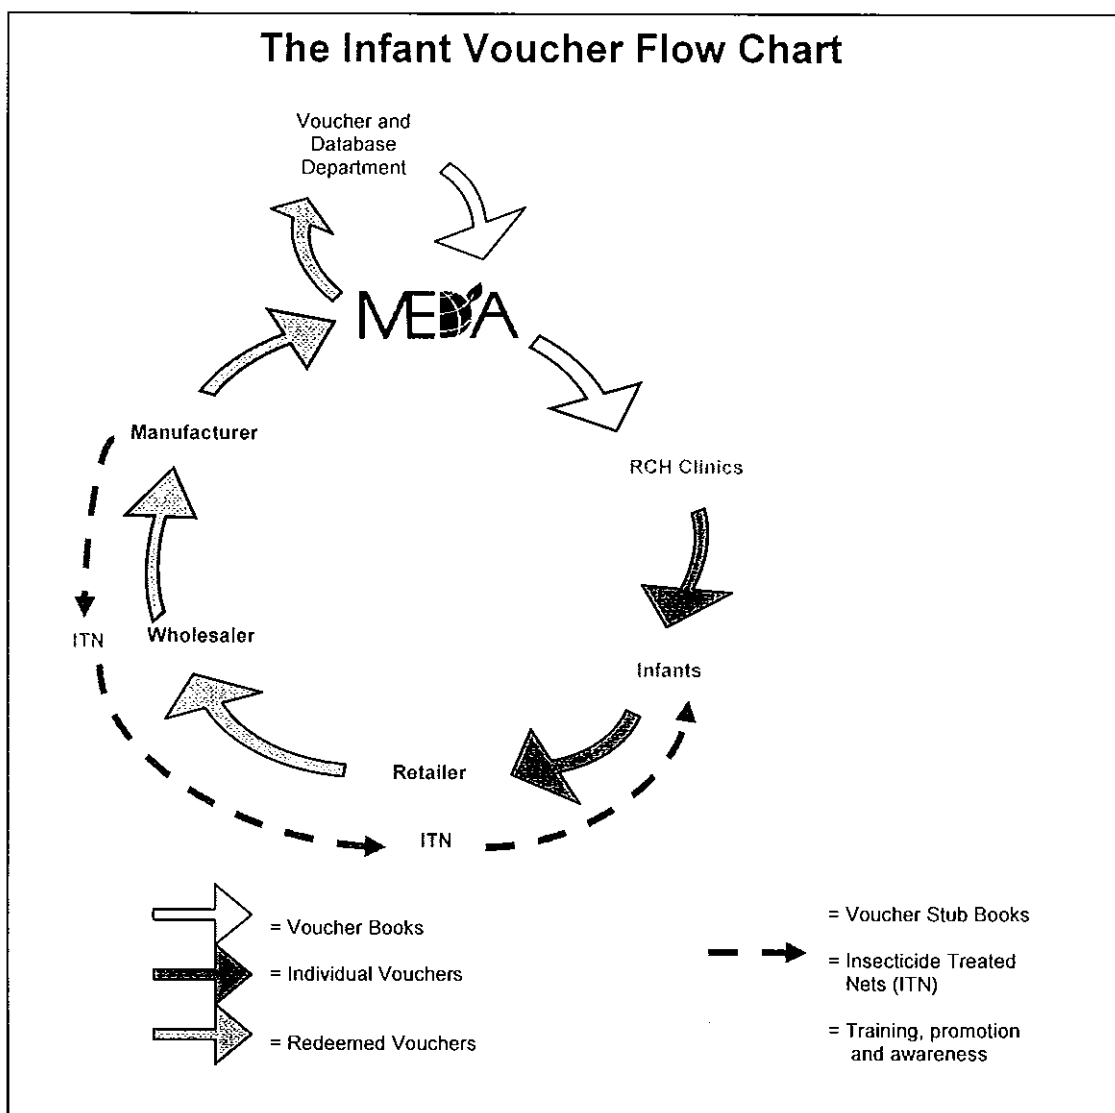 The Infant Voucher Flow Chart
Voucher and
Database
Department
MEDA
Manufacturer
RCH Clinics
ITN
Wholesaler
Infants
Retailer
ITN
= Voucher Books
= Individual Vouchers
= Redeemed Vouchers
= Voucher Stub Books
= Insecticide Treated
Nets (ITN)
= Training, promotion
and awareness